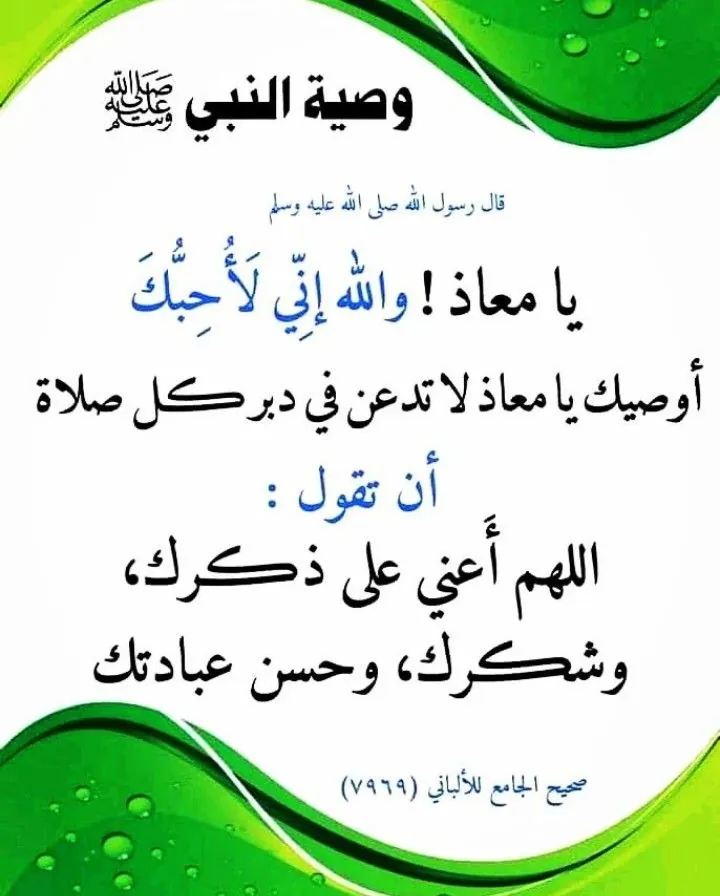 وصية النبي ﷺ
قال رسول الله صلى الله عليه وسلم
يا معاذ ! والله إنِّي لَأُحِبُّكَ
أوصيك يا معاذ لا تدعن في دبر كل صلاة
أن تقول :
اللهم أَعني على ذكرك،
وشكرك، وحسن عبادتك
صحيح الجامع للألباني (٧٩٦٩)